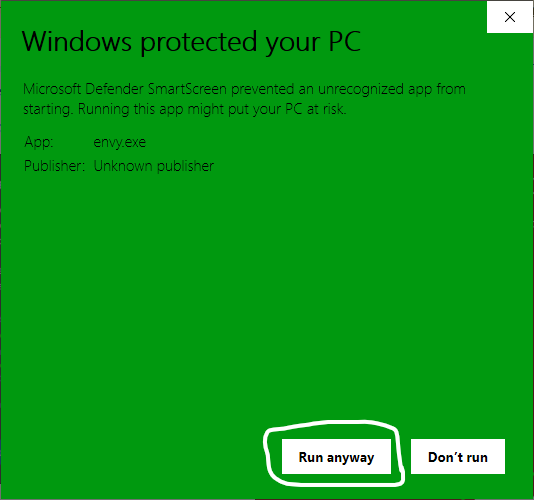 Windows protected your PC
Microsoft Defender SmartScreen prevented an unrecognized app from
starting. Running this app might put your PC at risk.
App: envy.exe
Publisher: Unknown publisher
Run anyway Don't run